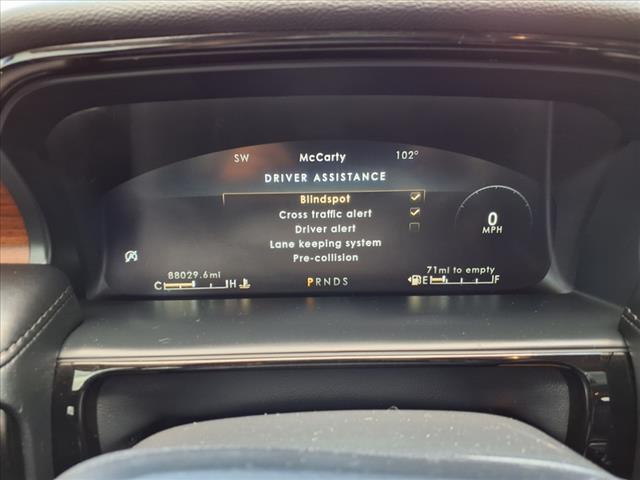 SW McCarty 102°
DRIVER ASSISTANCE
Blindspot
Cross traffic alert
Driver alert
Lane keeping system
Pre-collision
0
MPH
88029.6mi
C H
PRNDS
71mi to empty
E F